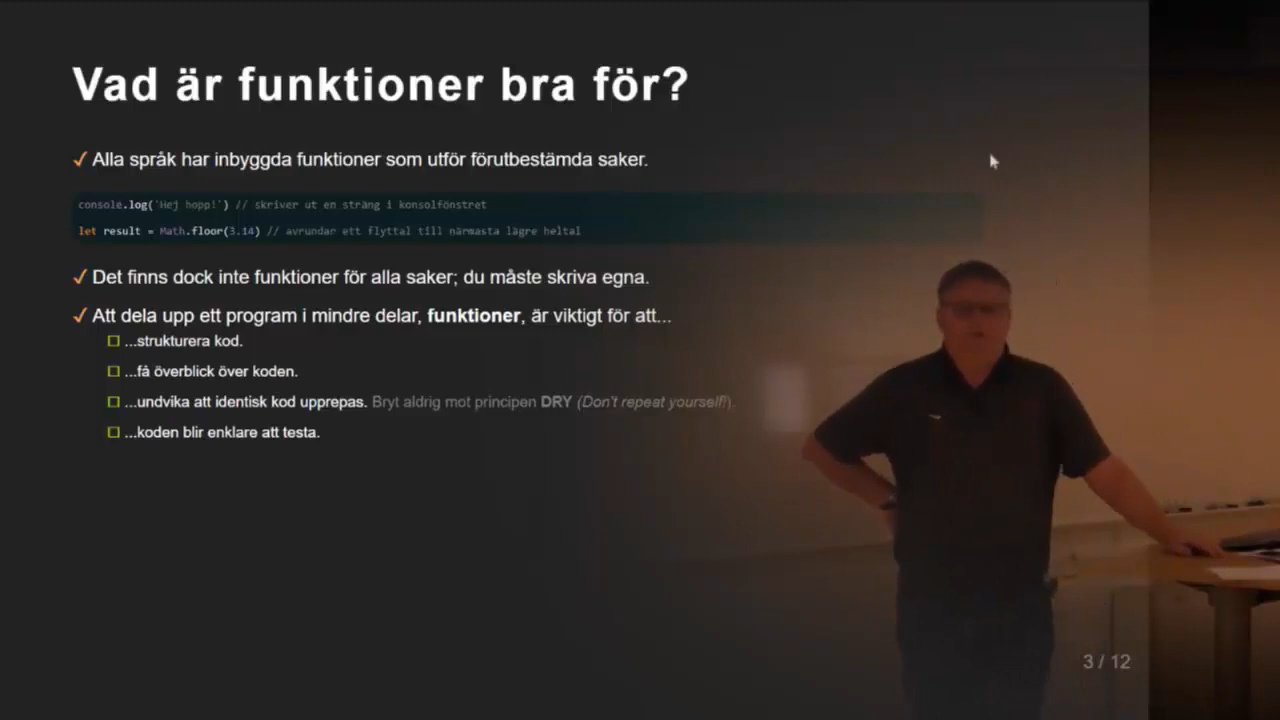 Vad är funktioner bra för?
✓ Alla språk har inbyggda funktioner som utför förutbestämda saker.
console.log('Hej hopp!') // skriver ut en sträng i konsolfönstret
let result = Math.floor(3.14) // avrundar ett flyttal till närmasta lägre heltal
✓ Det finns dock inte funktioner för alla saker; du måste skriva egna.
✓ Att dela upp ett program i mindre delar, funktioner, är viktigt för att...
☐ ...strukturera kod.
☐ ...få överblick över koden.
☐ ...undvika att identisk kod upprepas. Bryt aldrig mot principen DRY (Don't repeat yourself!).
☐ ...koden blir enklare att testa.
3 / 12